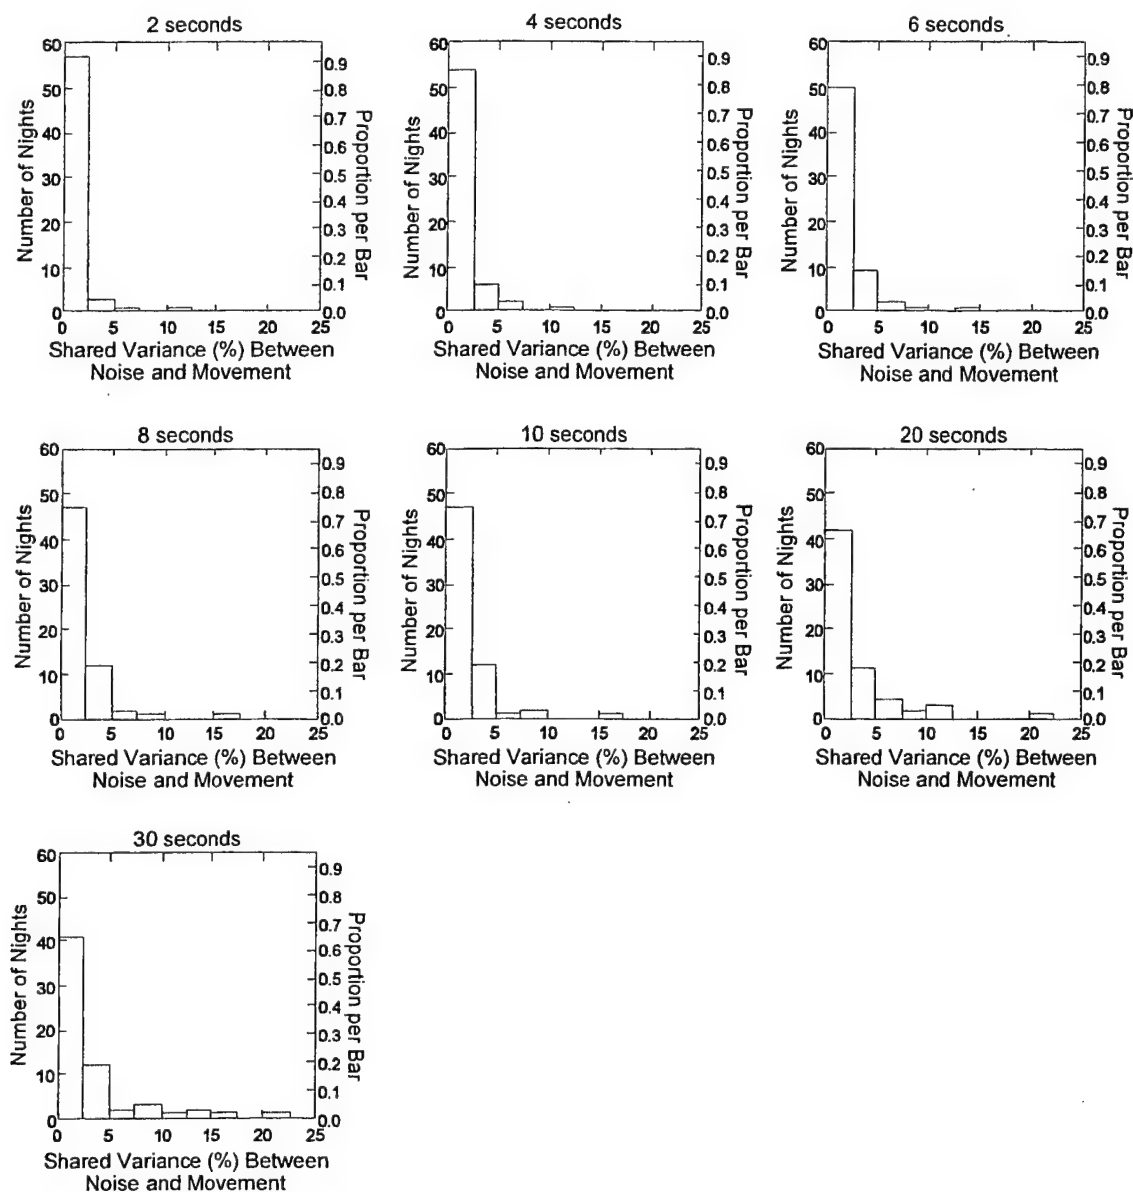 2 seconds
60
50
40
30
20
10
0
Number of Nights
0.9
0.8
0.7
0.6
0.5
0.4
0.3
0.2
0.1
0.0
Proportion per Bar
0 5 10 15 20 25
Shared Variance (%) Between
Noise and Movement
4 seconds
60
50
40
30
20
10
0
Number of Nights
0.9
0.8
0.7
0.6
0.5
0.4
0.3
0.2
0.1
0.0
Proportion per Bar
0 5 10 15 20 25
Shared Variance (%) Between
Noise and Movement
6 seconds
60
50
40
30
20
10
0
Number of Nights
0.9
0.8
0.7
0.6
0.5
0.4
0.3
0.2
0.1
0.0
Proportion per Bar
0 5 10 15 20 25
Shared Variance (%) Between
Noise and Movement
8 seconds
60
50
40
30
20
10
0
Number of Nights
0.9
0.8
0.7
0.6
0.5
0.4
0.3
0.2
0.1
0.0
Proportion per Bar
0 5 10 15 20 25
Shared Variance (%) Between
Noise and Movement
10 seconds
60
50
40
30
20
10
0
Number of Nights
0.9
0.8
0.7
0.6
0.5
0.4
0.3
0.2
0.1
0.0
Proportion per Bar
0 5 10 15 20 25
Shared Variance (%) Between
Noise and Movement
20 seconds
60
50
40
30
20
10
0
Number of Nights
0.9
0.8
0.7
0.6
0.5
0.4
0.3
0.2
0.1
0.0
Proportion per Bar
0 5 10 15 20 25
Shared Variance (%) Between
Noise and Movement
30 seconds
60
50
40
30
20
10
0
Number of Nights
0.9
0.8
0.7
0.6
0.5
0.4
0.3
0.2
0.1
0.0
Proportion per Bar
0 5 10 15 20 25
Shared Variance (%) Between
Noise and Movement